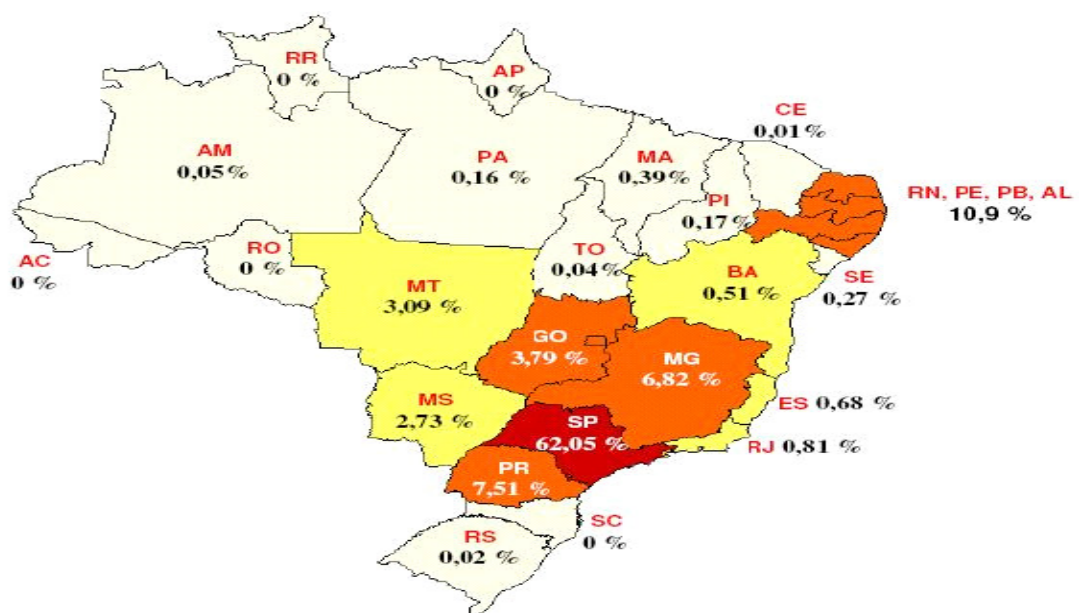 RR
0 %
AP
0 %
CE
0,01%
AM
0,05%
PA
0,16 %
MA
0,39%
PI
0,17%
RN, PE, PB, AL
10,9 %
AC
0 %
RO
0 %
TO
0,04%
MT
3,09 %
BA
0,51 %
SE
0,27 %
GO
3,79 %
MG
6,82 %
MS
2,73 %
ES 0,68 %
SP
62,05 %
RJ 0,81 %
PR
7,51 %
SC
0 %
RS
0,02 %